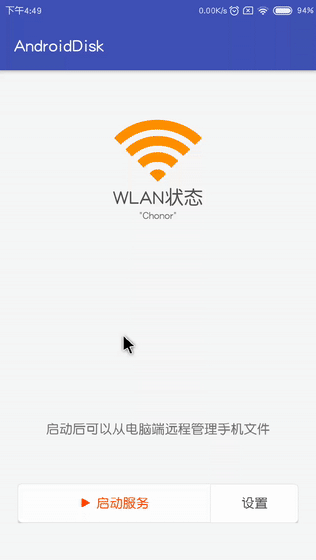 下午4:49 0.00K/s 94%
AndroidDisk
WLAN状态
"Chonor"
启动后可以从电脑端远程管理手机文件
启动服务 设置